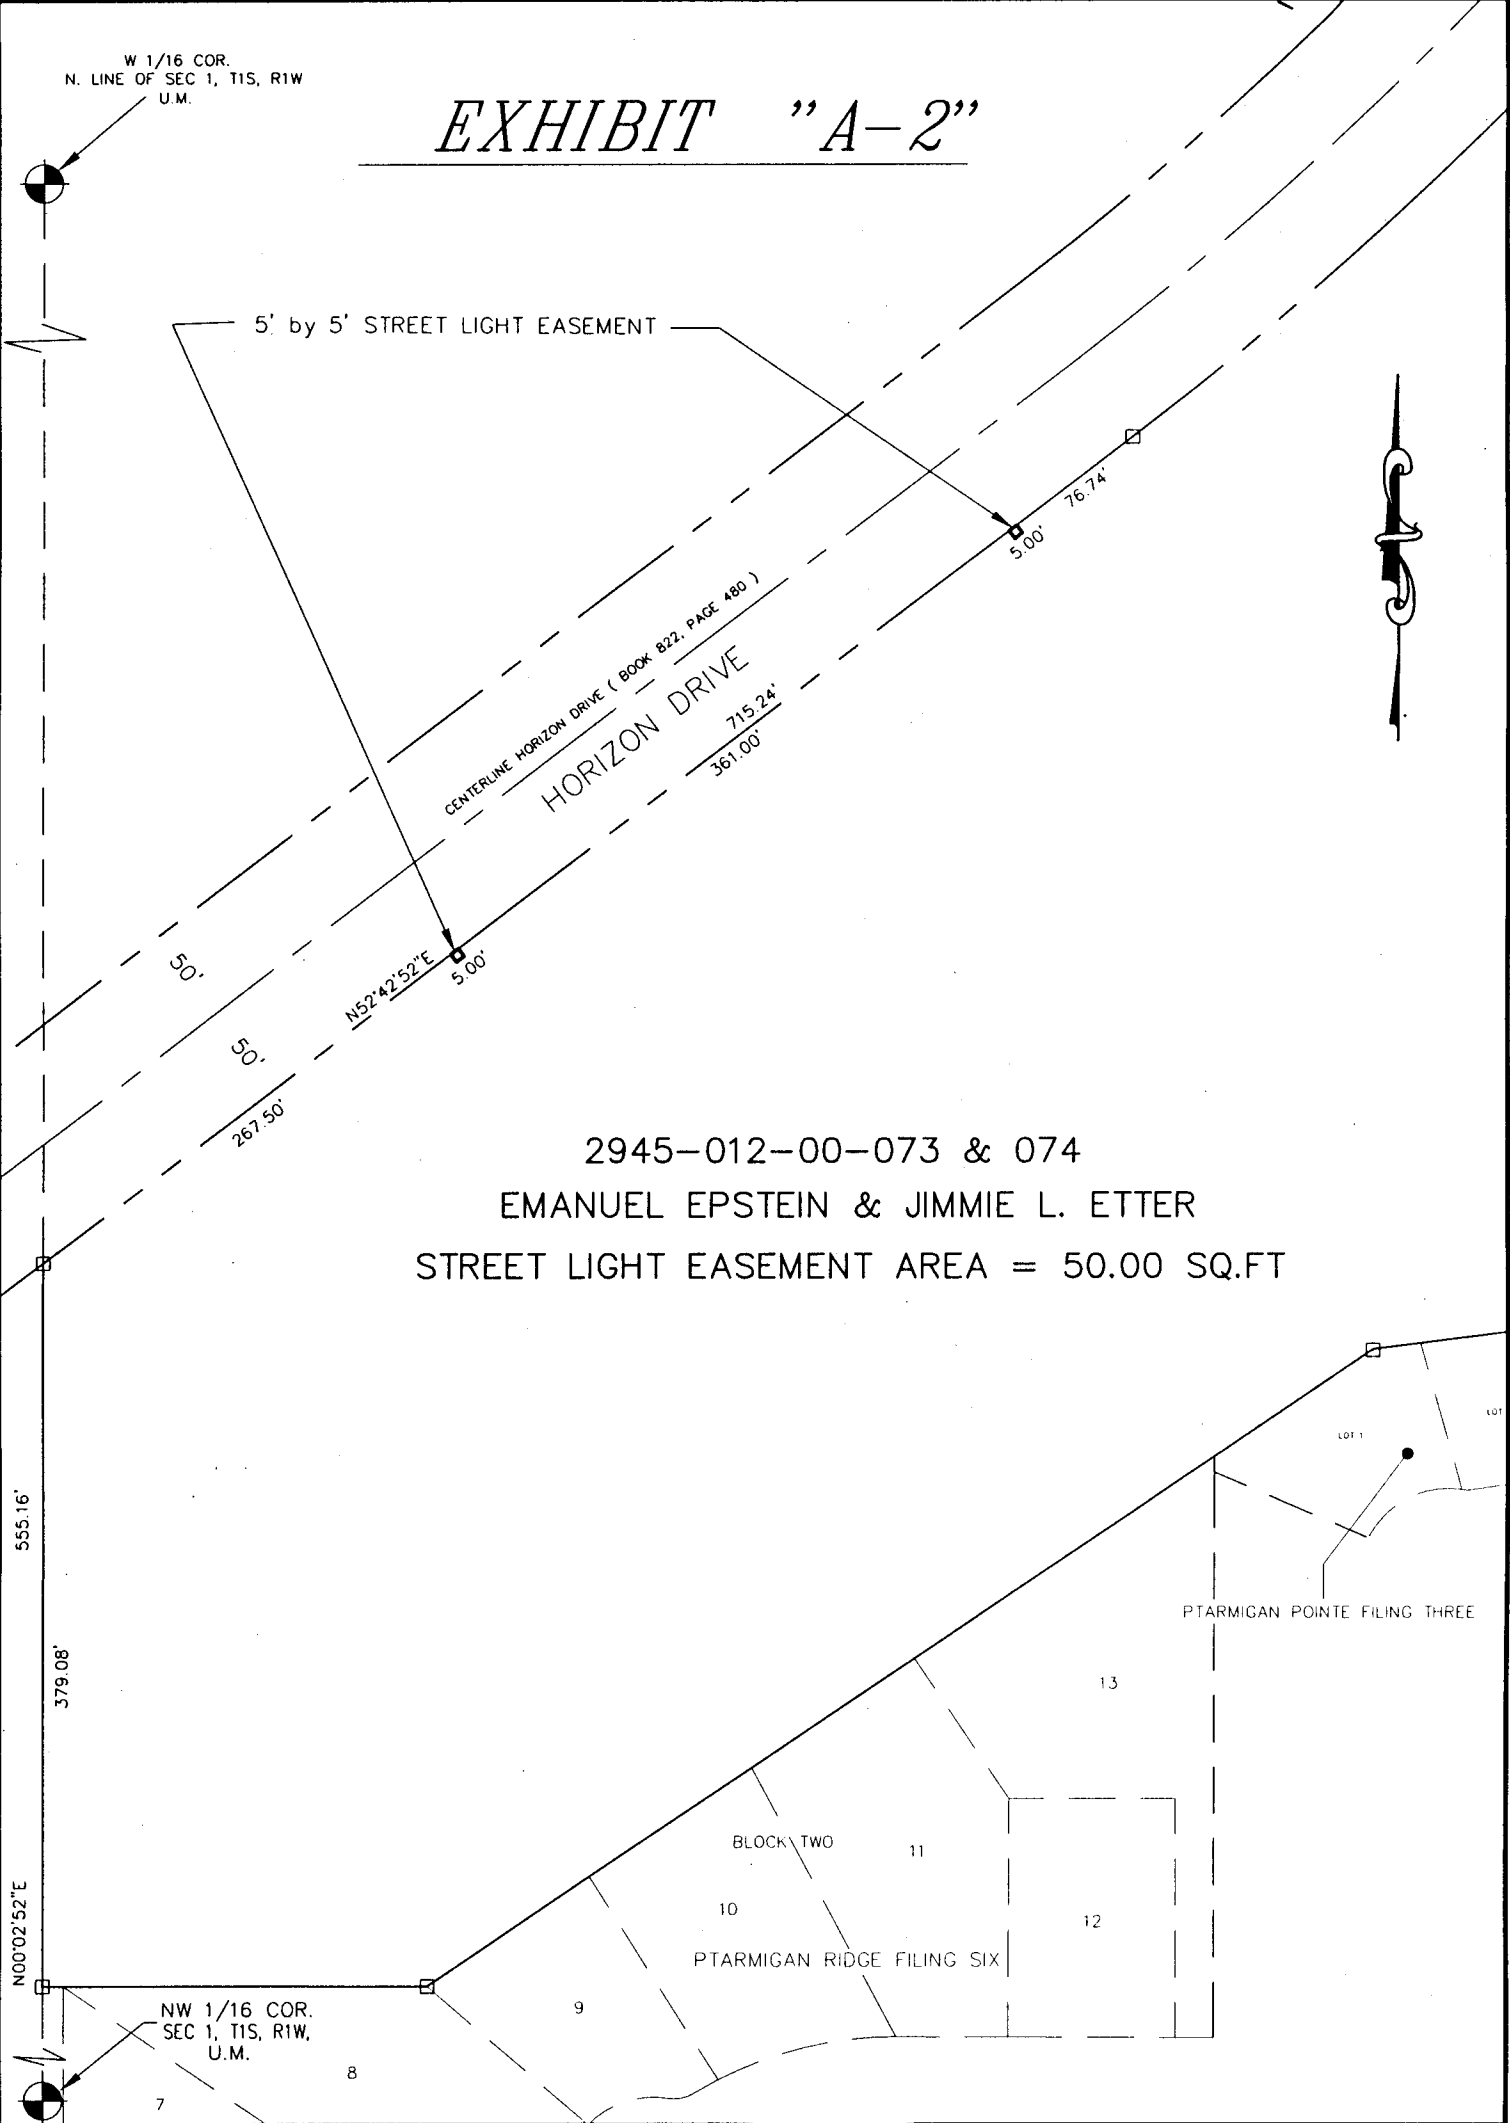 W 1/16 COR.
N. LINE OF SEC 1, T1S, R1W
U.M.
EXHIBIT "A-2"
5' by 5' STREET LIGHT EASEMENT
76.74'
5.00'
CENTERLINE HORIZON DRIVE ( BOOK 822, PAGE 480 )
HORIZON DRIVE
715.24'
361.00'
N52°42'52"E
5.00'
50'
50'
267.50'
2945-012-00-073 & 074
EMANUEL EPSTEIN & JIMMIE L. ETTER
STREET LIGHT EASEMENT AREA = 50.00 SQ.FT
LOT 1
LOT
555.16'
379.08'
N00°02'52"E
PTARMIGAN POINTE FILING THREE
13
BLOCK TWO
11
10
12
PTARMIGAN RIDGE FILING SIX
9
NW 1/16 COR.
SEC 1, T1S, R1W,
U.M.
8
7